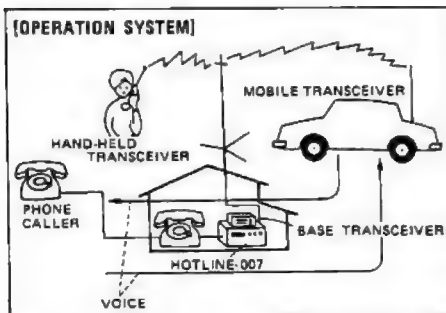 [OPERATION SYSTEM]
MOBILE TRANSCEIVER
HAND-HELD
TRANSCEIVER
PHONE
CALLER
BASE TRANSCEIVER
HOTLINE-007
VOICE